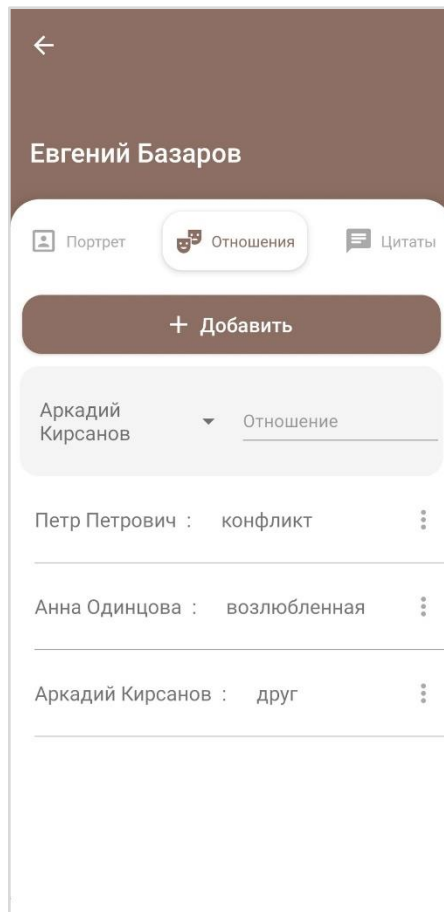 Евгений Базаров
Портрет
Отношения
Цитаты
+ Добавить
Аркадий
Кирсанов
Отношение
Петр Петрович : конфликт
Анна Одинцова : возлюбленная
Аркадий Кирсанов : друг